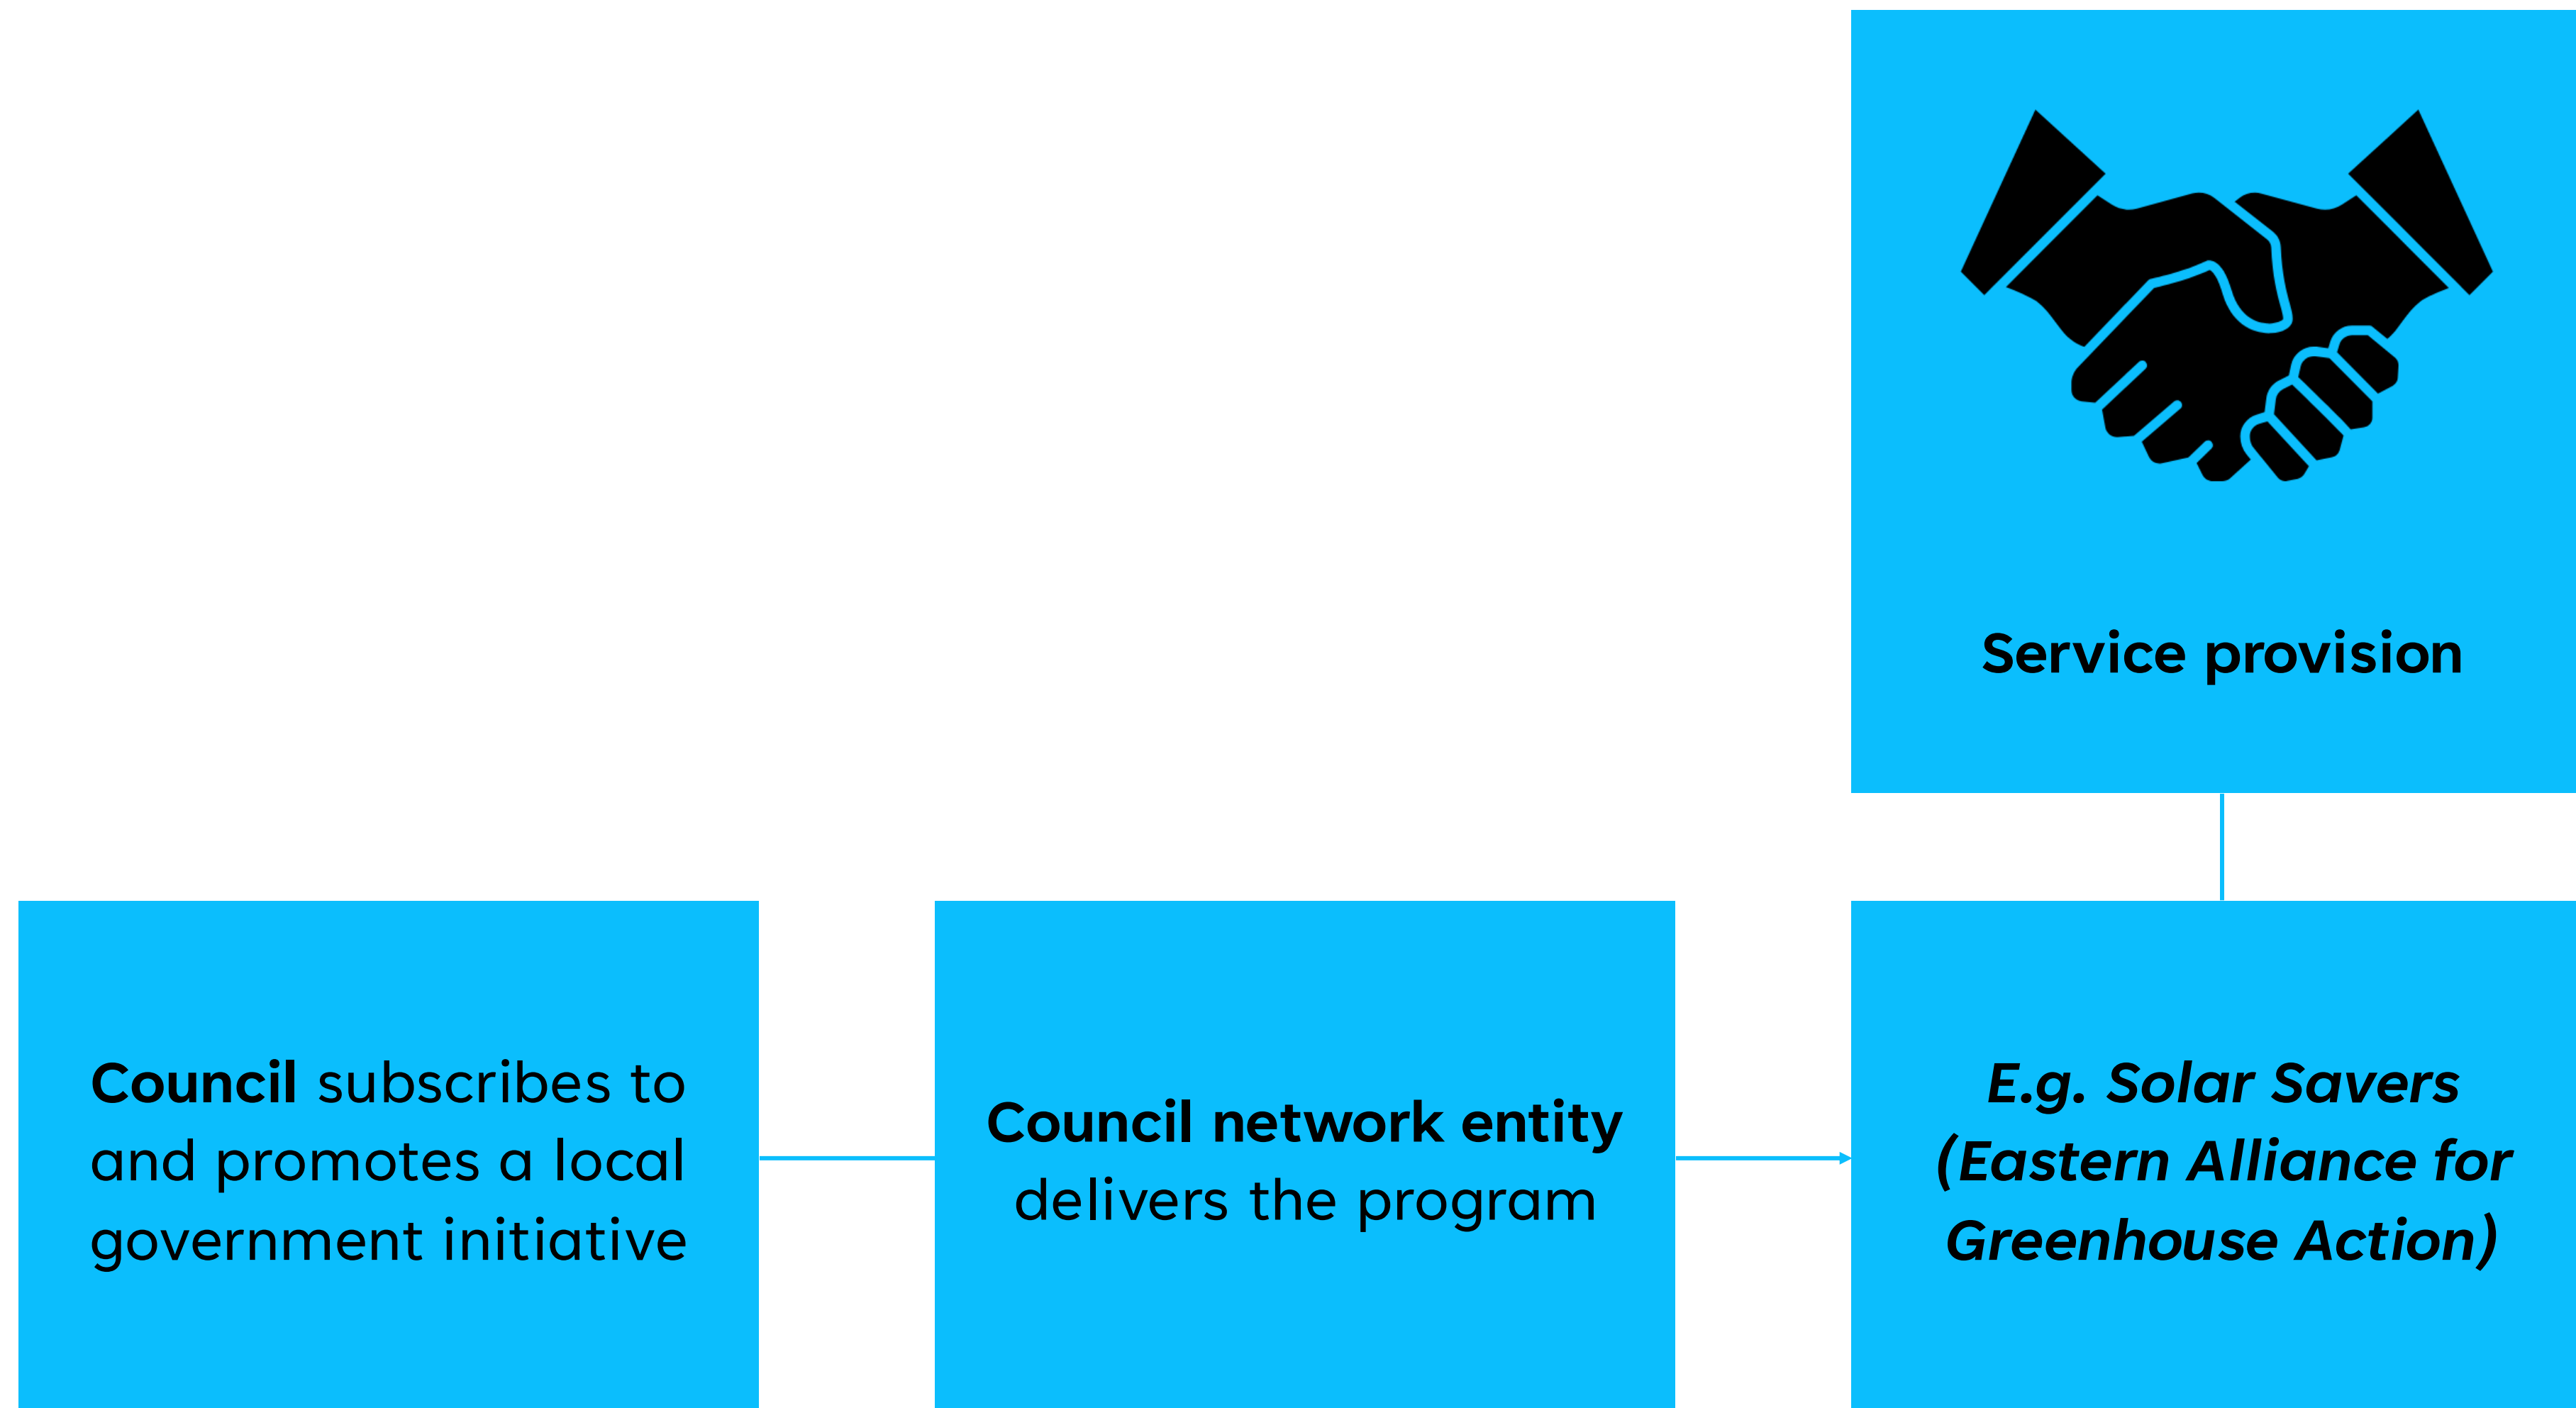 Service provision
Council subscribes to
and promotes a local
government initiative
Council network entity
delivers the program
E.g. Solar Savers
(Eastern Alliance for
Greenhouse Action)